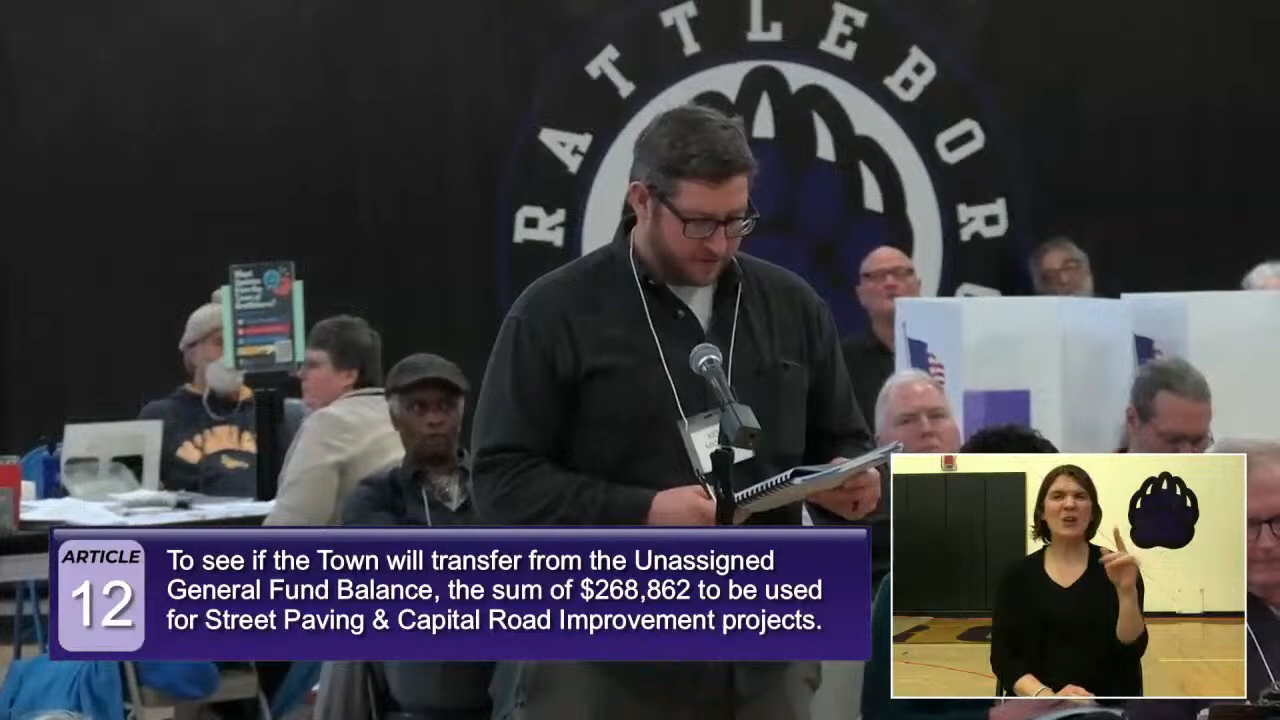 RATTLEBOR
ARTICLE
12
To see if the Town will transfer from the Unassigned
General Fund Balance, the sum of $268,862 to be used
for Street Paving & Capital Road Improvement projects.